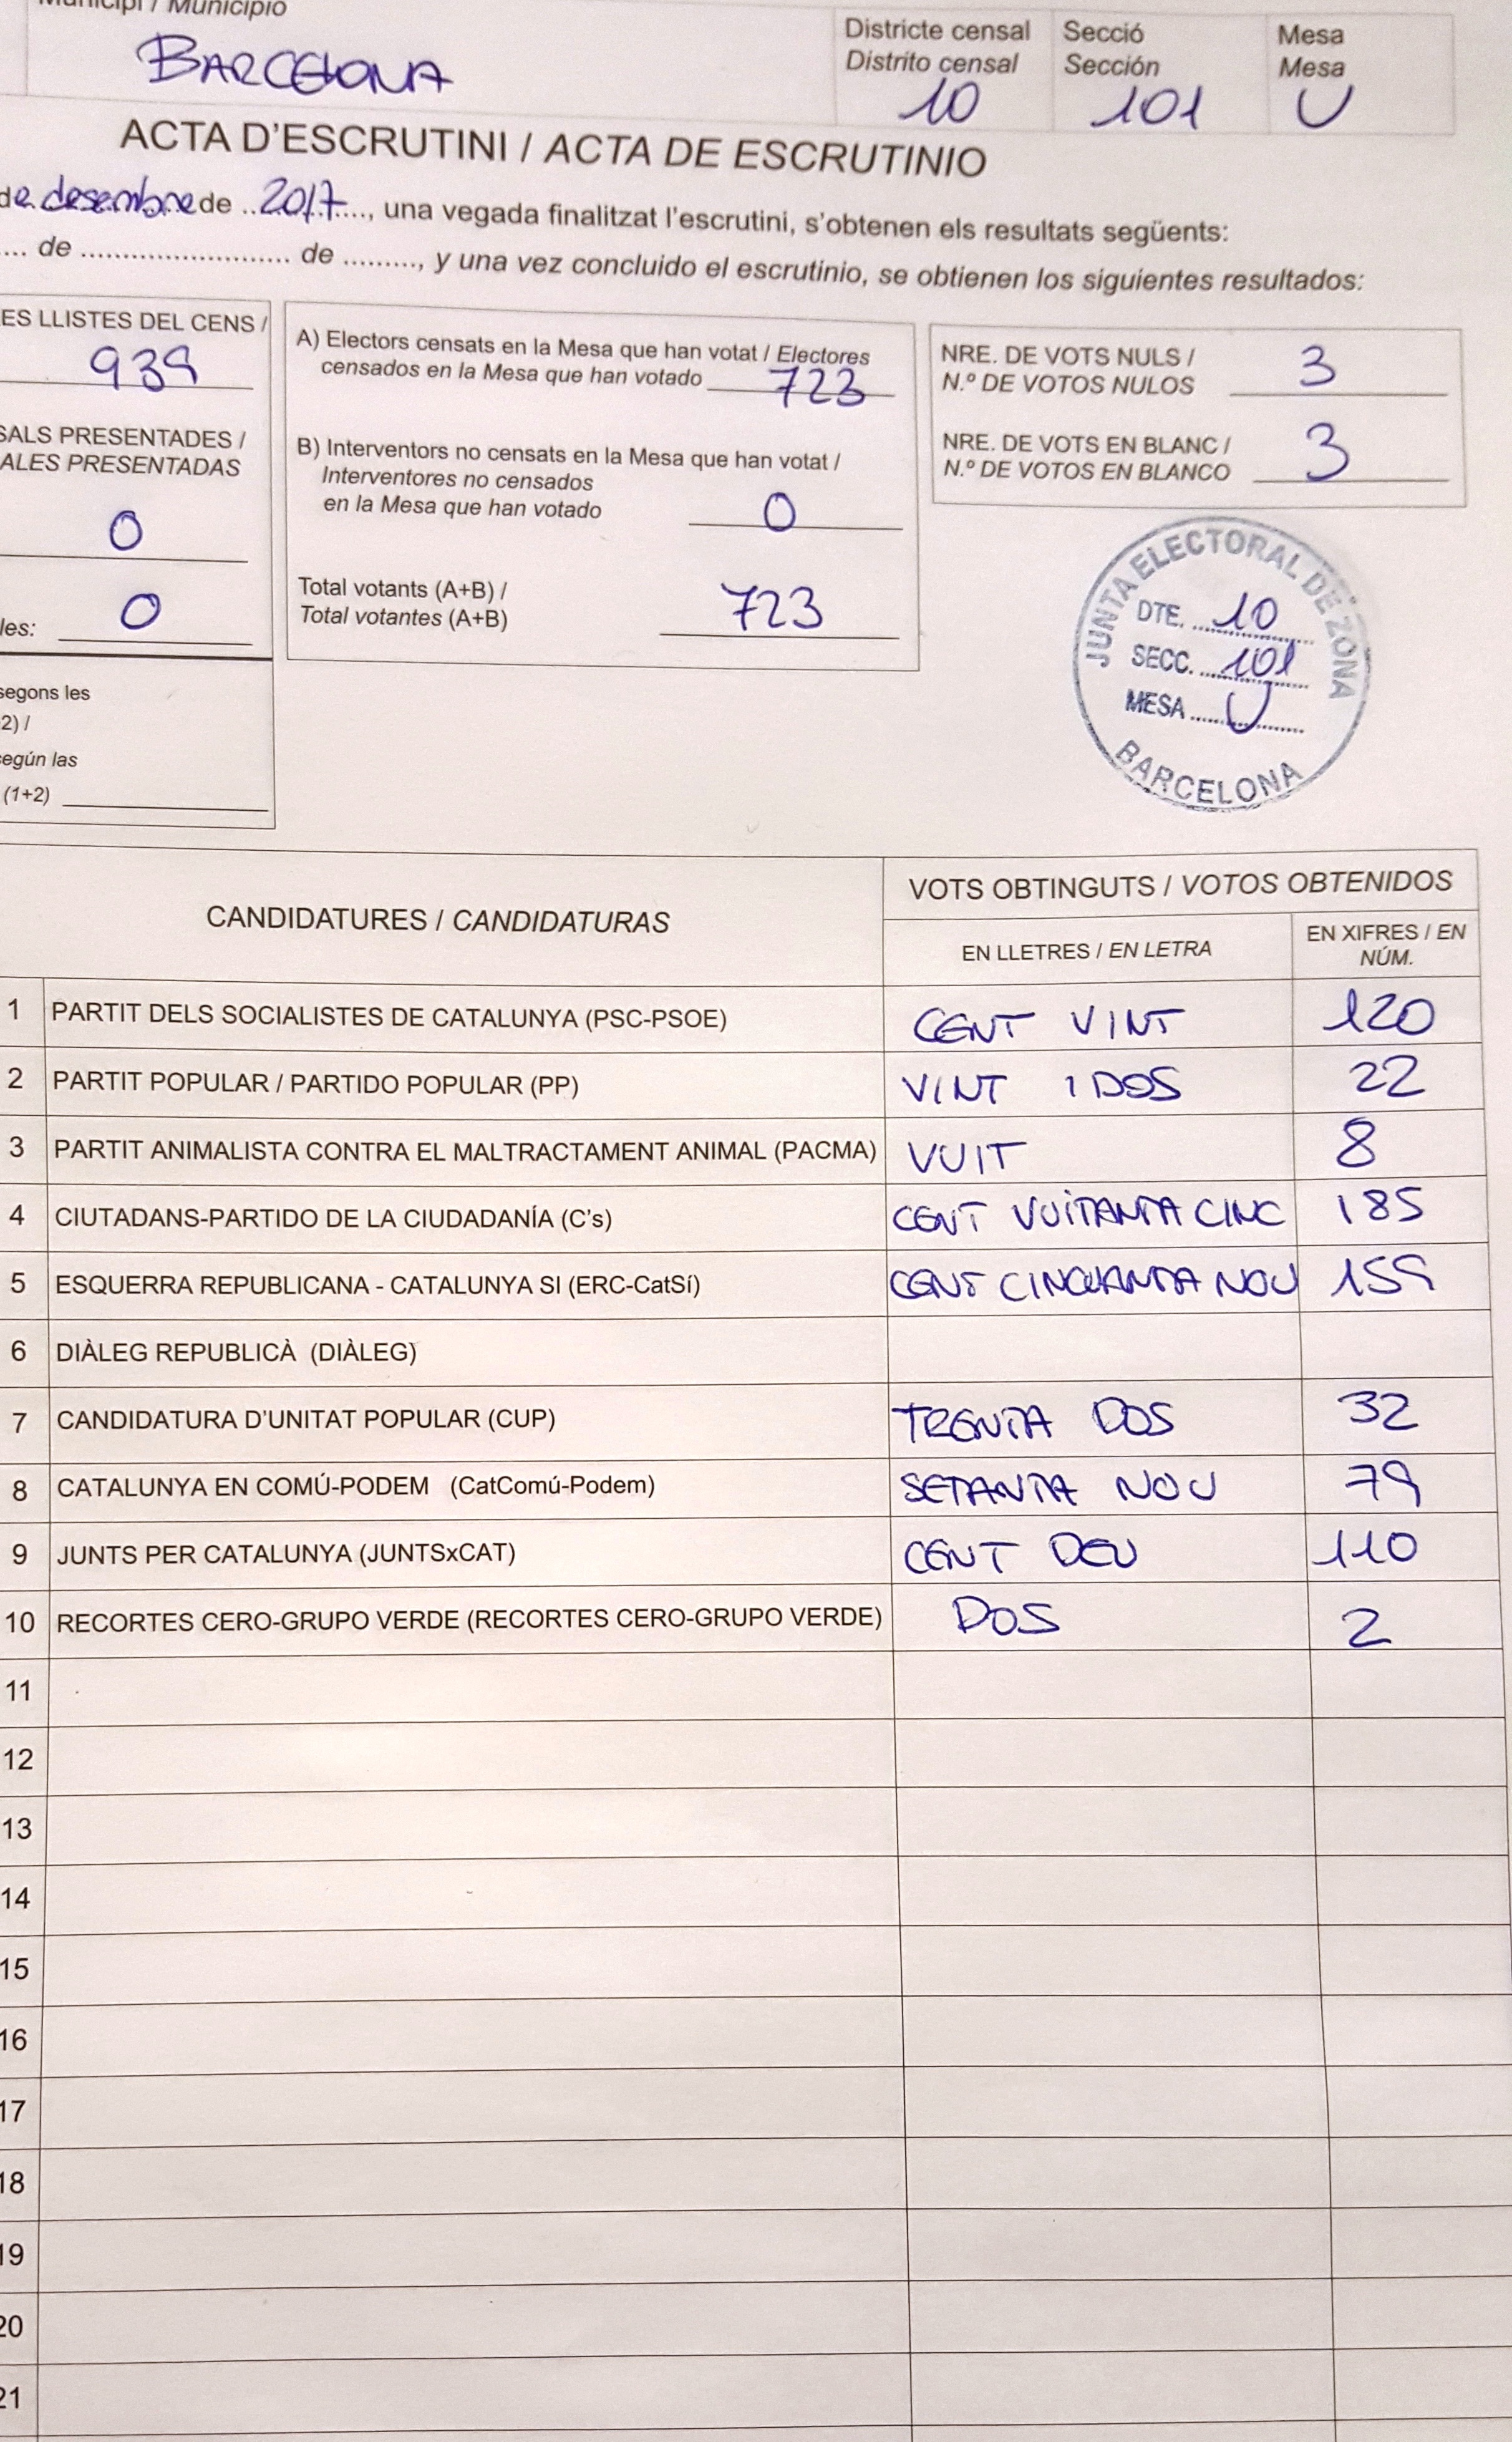 Municipi / Municipio
BARCELONA
Districte censal
Distrito censal
10
Secció
Sección
101
Mesa
Mesa
U
ACTA D'ESCRUTINI / ACTA DE ESCRUTINIO
de desembre de 2017, una vegada finalitzat l'escrutini, s'obtenen els resultats següents:
.... de ............................ de ........., y una vez concluido el escrutinio, se obtienen los siguientes resultados:
ES LLISTES DEL CENS /
939
SALS PRESENTADES /
ALES PRESENTADAS
0
les: 0
segons les
2) /
según las
(1+2)
A) Electors censats en la Mesa que han votat / Electores
censados en la Mesa que han votado 723
B) Interventors no censats en la Mesa que han votat /
Interventores no censados
en la Mesa que han votado 0
Total votants (A+B) /
Total votantes (A+B) 723
NRE. DE VOTS NULS /
N.º DE VOTOS NULOS 3
NRE. DE VOTS EN BLANC /
N.º DE VOTOS EN BLANCO 3
JUNTA ELECTORAL DE ZONA
DTE. 10
SECC. 101
MESA U
BARCELONA
CANDIDATURES / CANDIDATURAS
VOTS OBTINGUTS / VOTOS OBTENIDOS
EN LLETRES / EN LETRA
EN XIFRES / EN
NÚM.
1 PARTIT DELS SOCIALISTES DE CATALUNYA (PSC-PSOE) CENT VINT 120
2 PARTIT POPULAR / PARTIDO POPULAR (PP) VINT I DOS 22
3 PARTIT ANIMALISTA CONTRA EL MALTRACTAMENT ANIMAL (PACMA) VUIT 8
4 CIUTADANS-PARTIDO DE LA CIUDADANÍA (C's) CENT VUITANTA CINC 185
5 ESQUERRA REPUBLICANA - CATALUNYA SI (ERC-CatSí) CENT CINQUANTA NOU 159
6 DIÀLEG REPUBLICÀ (DIÀLEG)
7 CANDIDATURA D'UNITAT POPULAR (CUP) TRENTA DOS 32
8 CATALUNYA EN COMÚ-PODEM (CatComú-Podem) SETANTA NOU 79
9 JUNTS PER CATALUNYA (JUNTSxCAT) CENT DEU 110
10 RECORTES CERO-GRUPO VERDE (RECORTES CERO-GRUPO VERDE) DOS 2
11
12
13
14
15
16
17
18
19
20
21